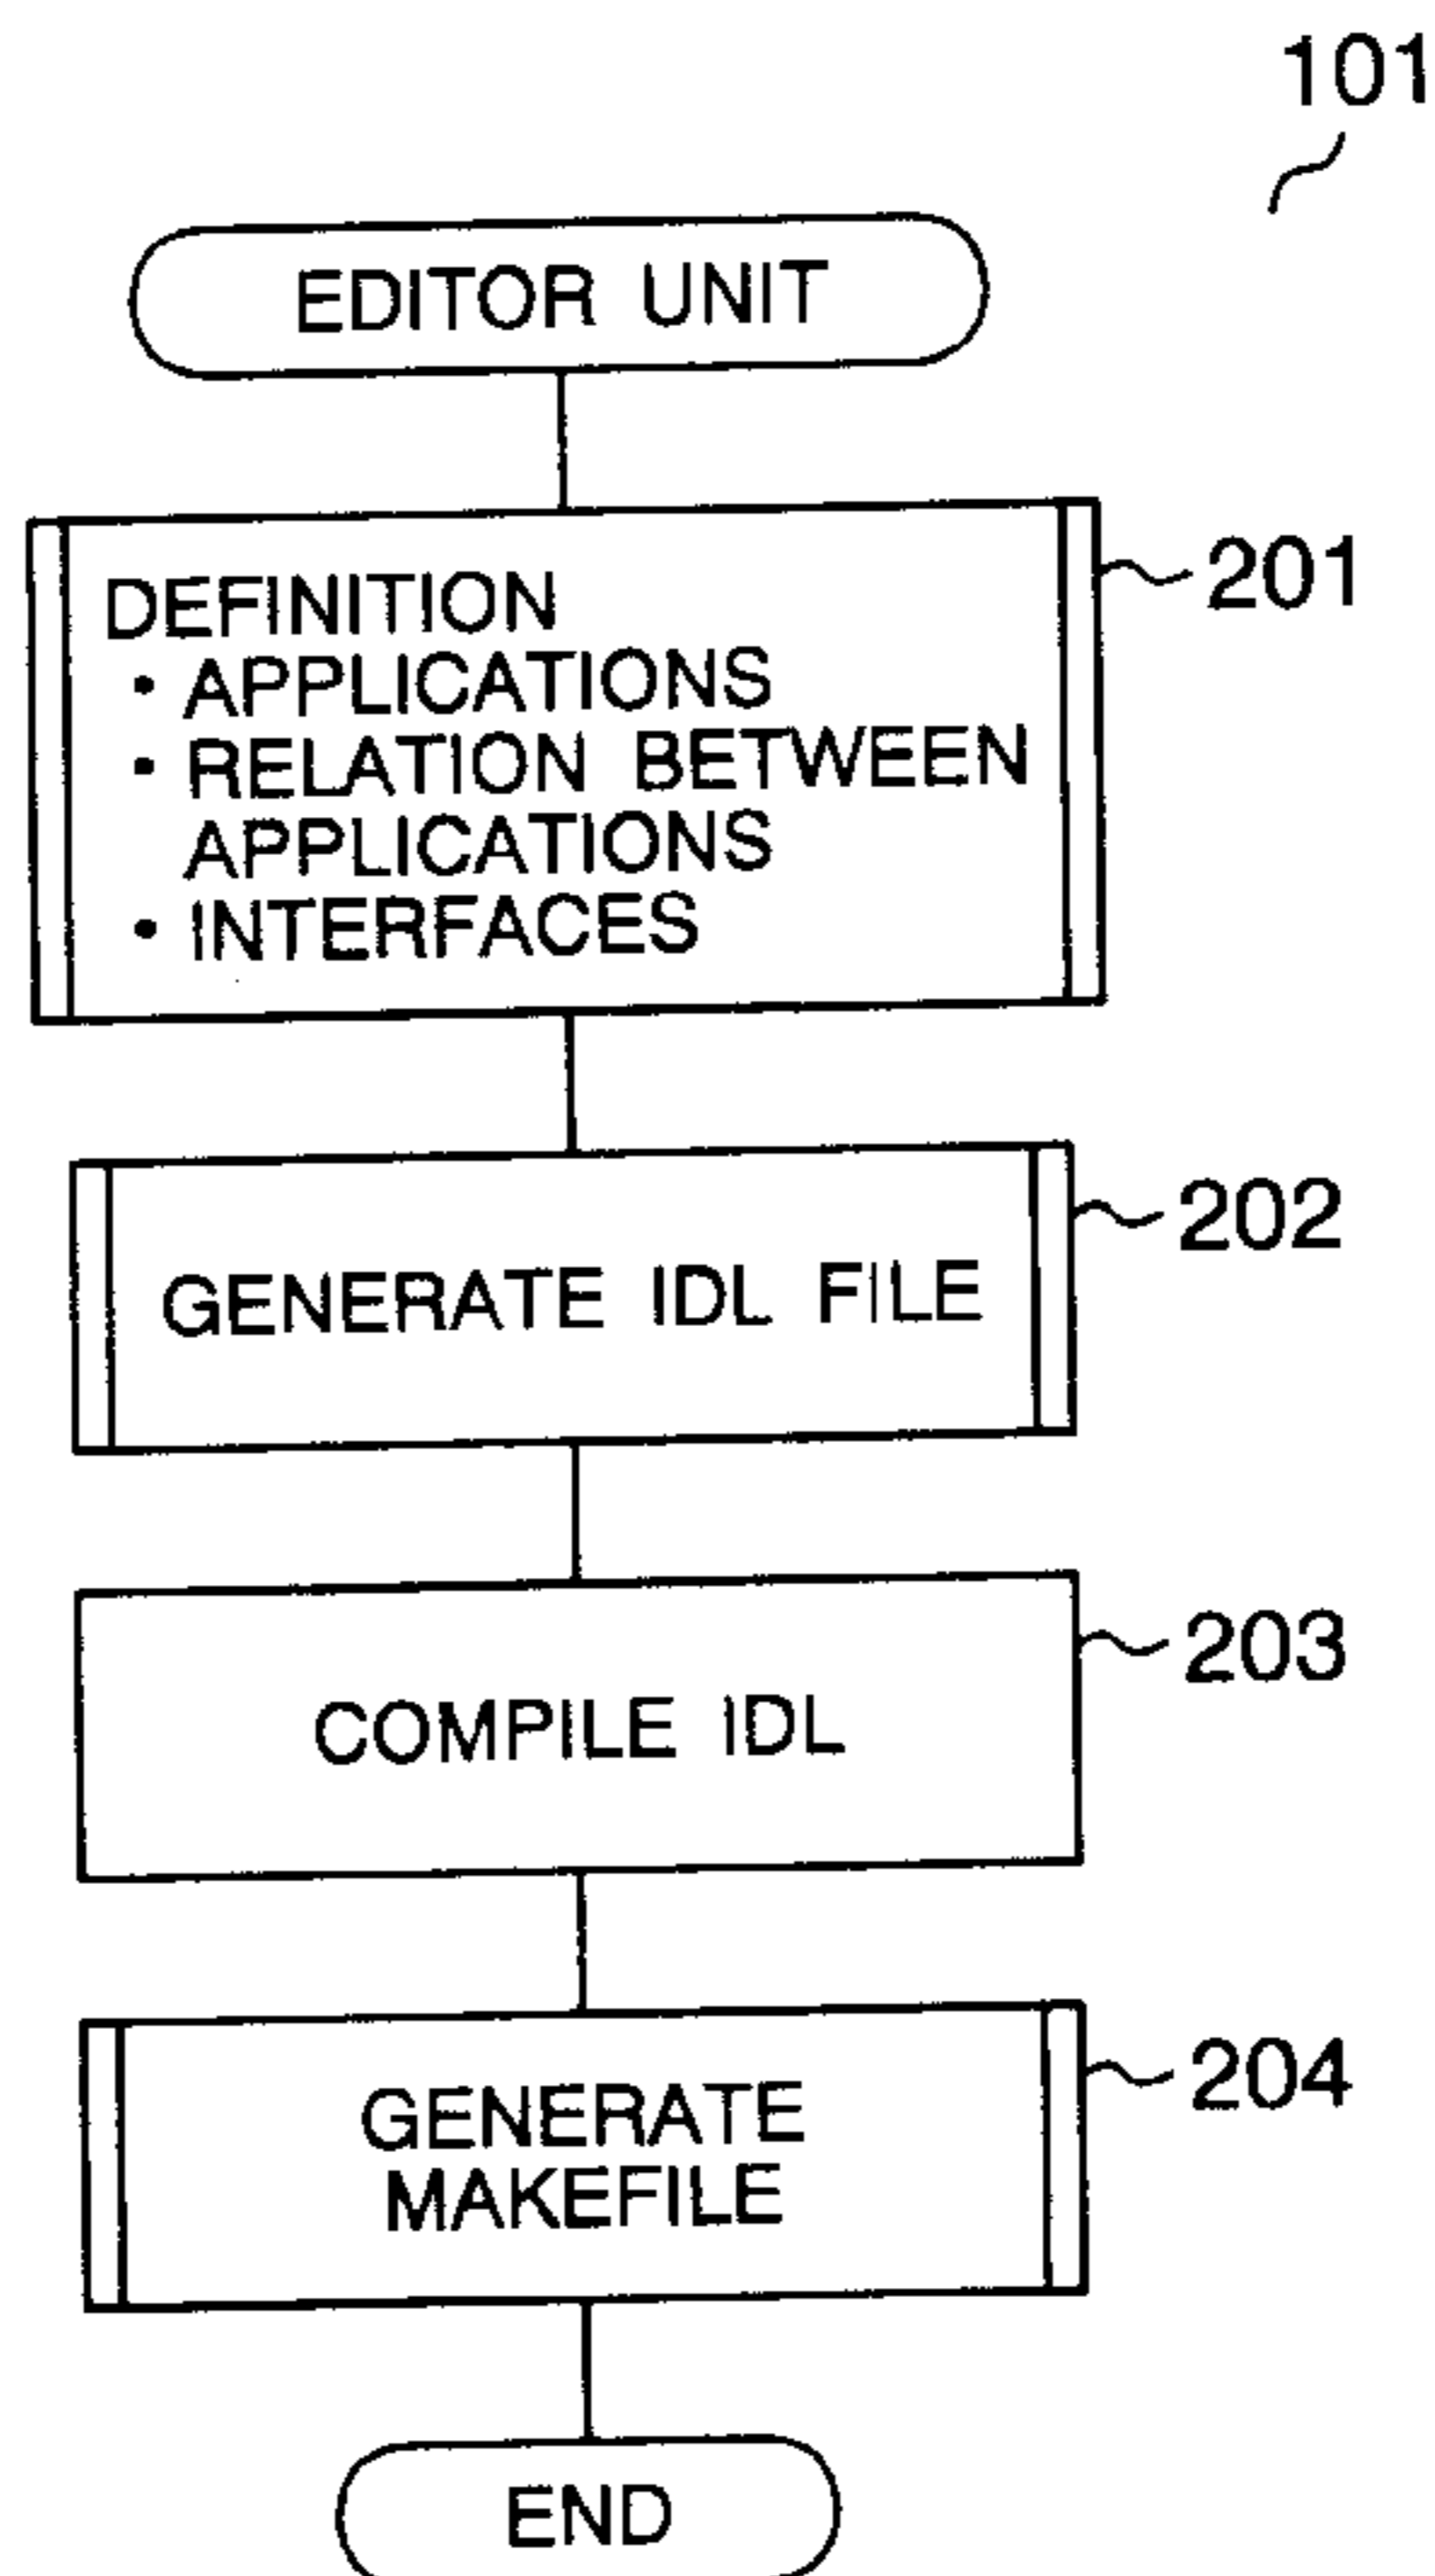 101
EDITOR UNIT
DEFINITION
• APPLICATIONS
• RELATION BETWEEN
APPLICATIONS
• INTERFACES
201
GENERATE IDL FILE
202
COMPILE IDL
203
GENERATE
MAKEFILE
204
END